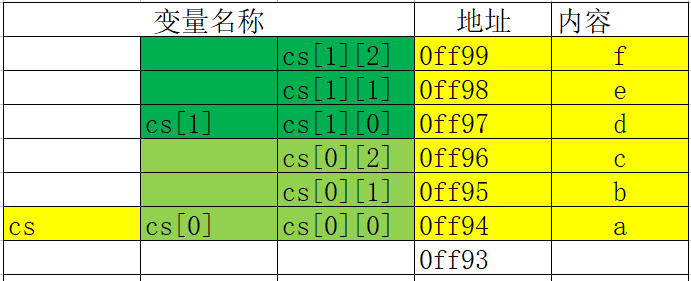 变量名称 地址 内容
cs[1][2] 0ff99 f
cs[1][1] 0ff98 e
cs[1] cs[1][0] 0ff97 d
cs[0][2] 0ff96 c
cs[0][1] 0ff95 b
cs cs[0] cs[0][0] 0ff94 a
0ff93